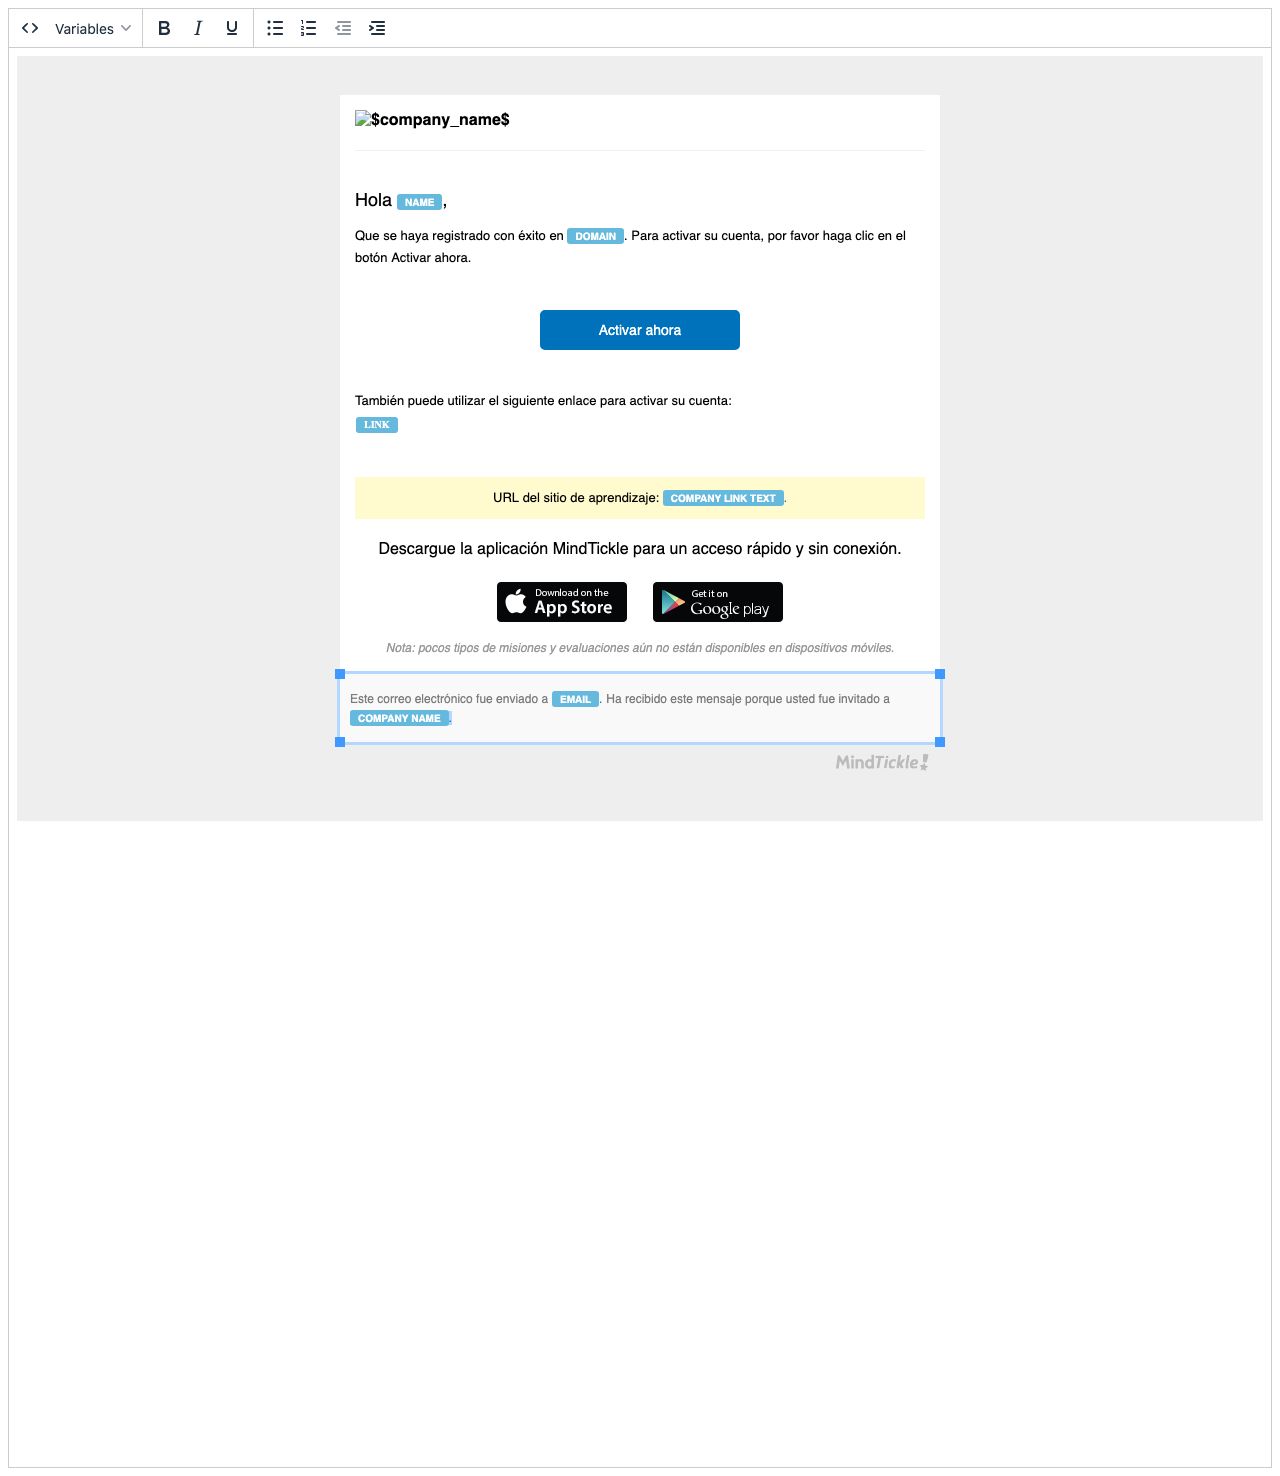 Variables
B I U
$company_name$
Hola NAME,
Que se haya registrado con éxito en DOMAIN. Para activar su cuenta, por favor haga clic en el
botón Activar ahora.
Activar ahora
También puede utilizar el siguiente enlace para activar su cuenta:
LINK
URL del sitio de aprendizaje: COMPANY LINK TEXT.
Descargue la aplicación MindTickle para un acceso rápido y sin conexión.
Download on the
App Store
Get it on
Google play
Nota: pocos tipos de misiones y evaluaciones aún no están disponibles en dispositivos móviles.
Este correo electrónico fue enviado a EMAIL. Ha recibido este mensaje porque usted fue invitado a
COMPANY NAME.
MindTickle!